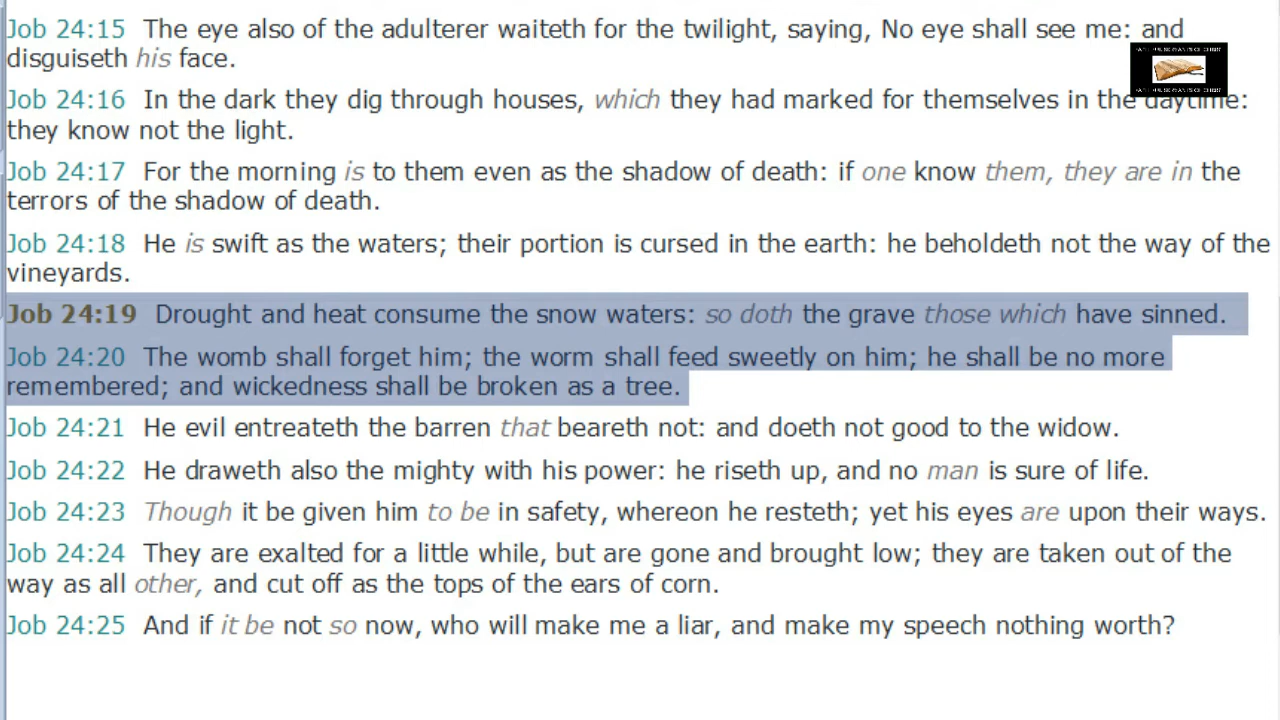 Job 24:15 The eye also of the adulterer waiteth for the twilight, saying, No eye shall see me: and
disguiseth his face.
Job 24:16 In the dark they dig through houses, which they had marked for themselves in the daytime:
they know not the light.
Job 24:17 For the morning is to them even as the shadow of death: if one know them, they are in the
terrors of the shadow of death.
Job 24:18 He is swift as the waters; their portion is cursed in the earth: he beholdeth not the way of the
vineyards.
Job 24:19 Drought and heat consume the snow waters: so doth the grave those which have sinned.
Job 24:20 The womb shall forget him; the worm shall feed sweetly on him; he shall be no more
remembered; and wickedness shall be broken as a tree.
Job 24:21 He evil entreateth the barren that beareth not: and doeth not good to the widow.
Job 24:22 He draweth also the mighty with his power: he riseth up, and no man is sure of life.
Job 24:23 Though it be given him to be in safety, whereon he resteth; yet his eyes are upon their ways.
Job 24:24 They are exalted for a little while, but are gone and brought low; they are taken out of the
way as all other, and cut off as the tops of the ears of corn.
Job 24:25 And if it be not so now, who will make me a liar, and make my speech nothing worth?